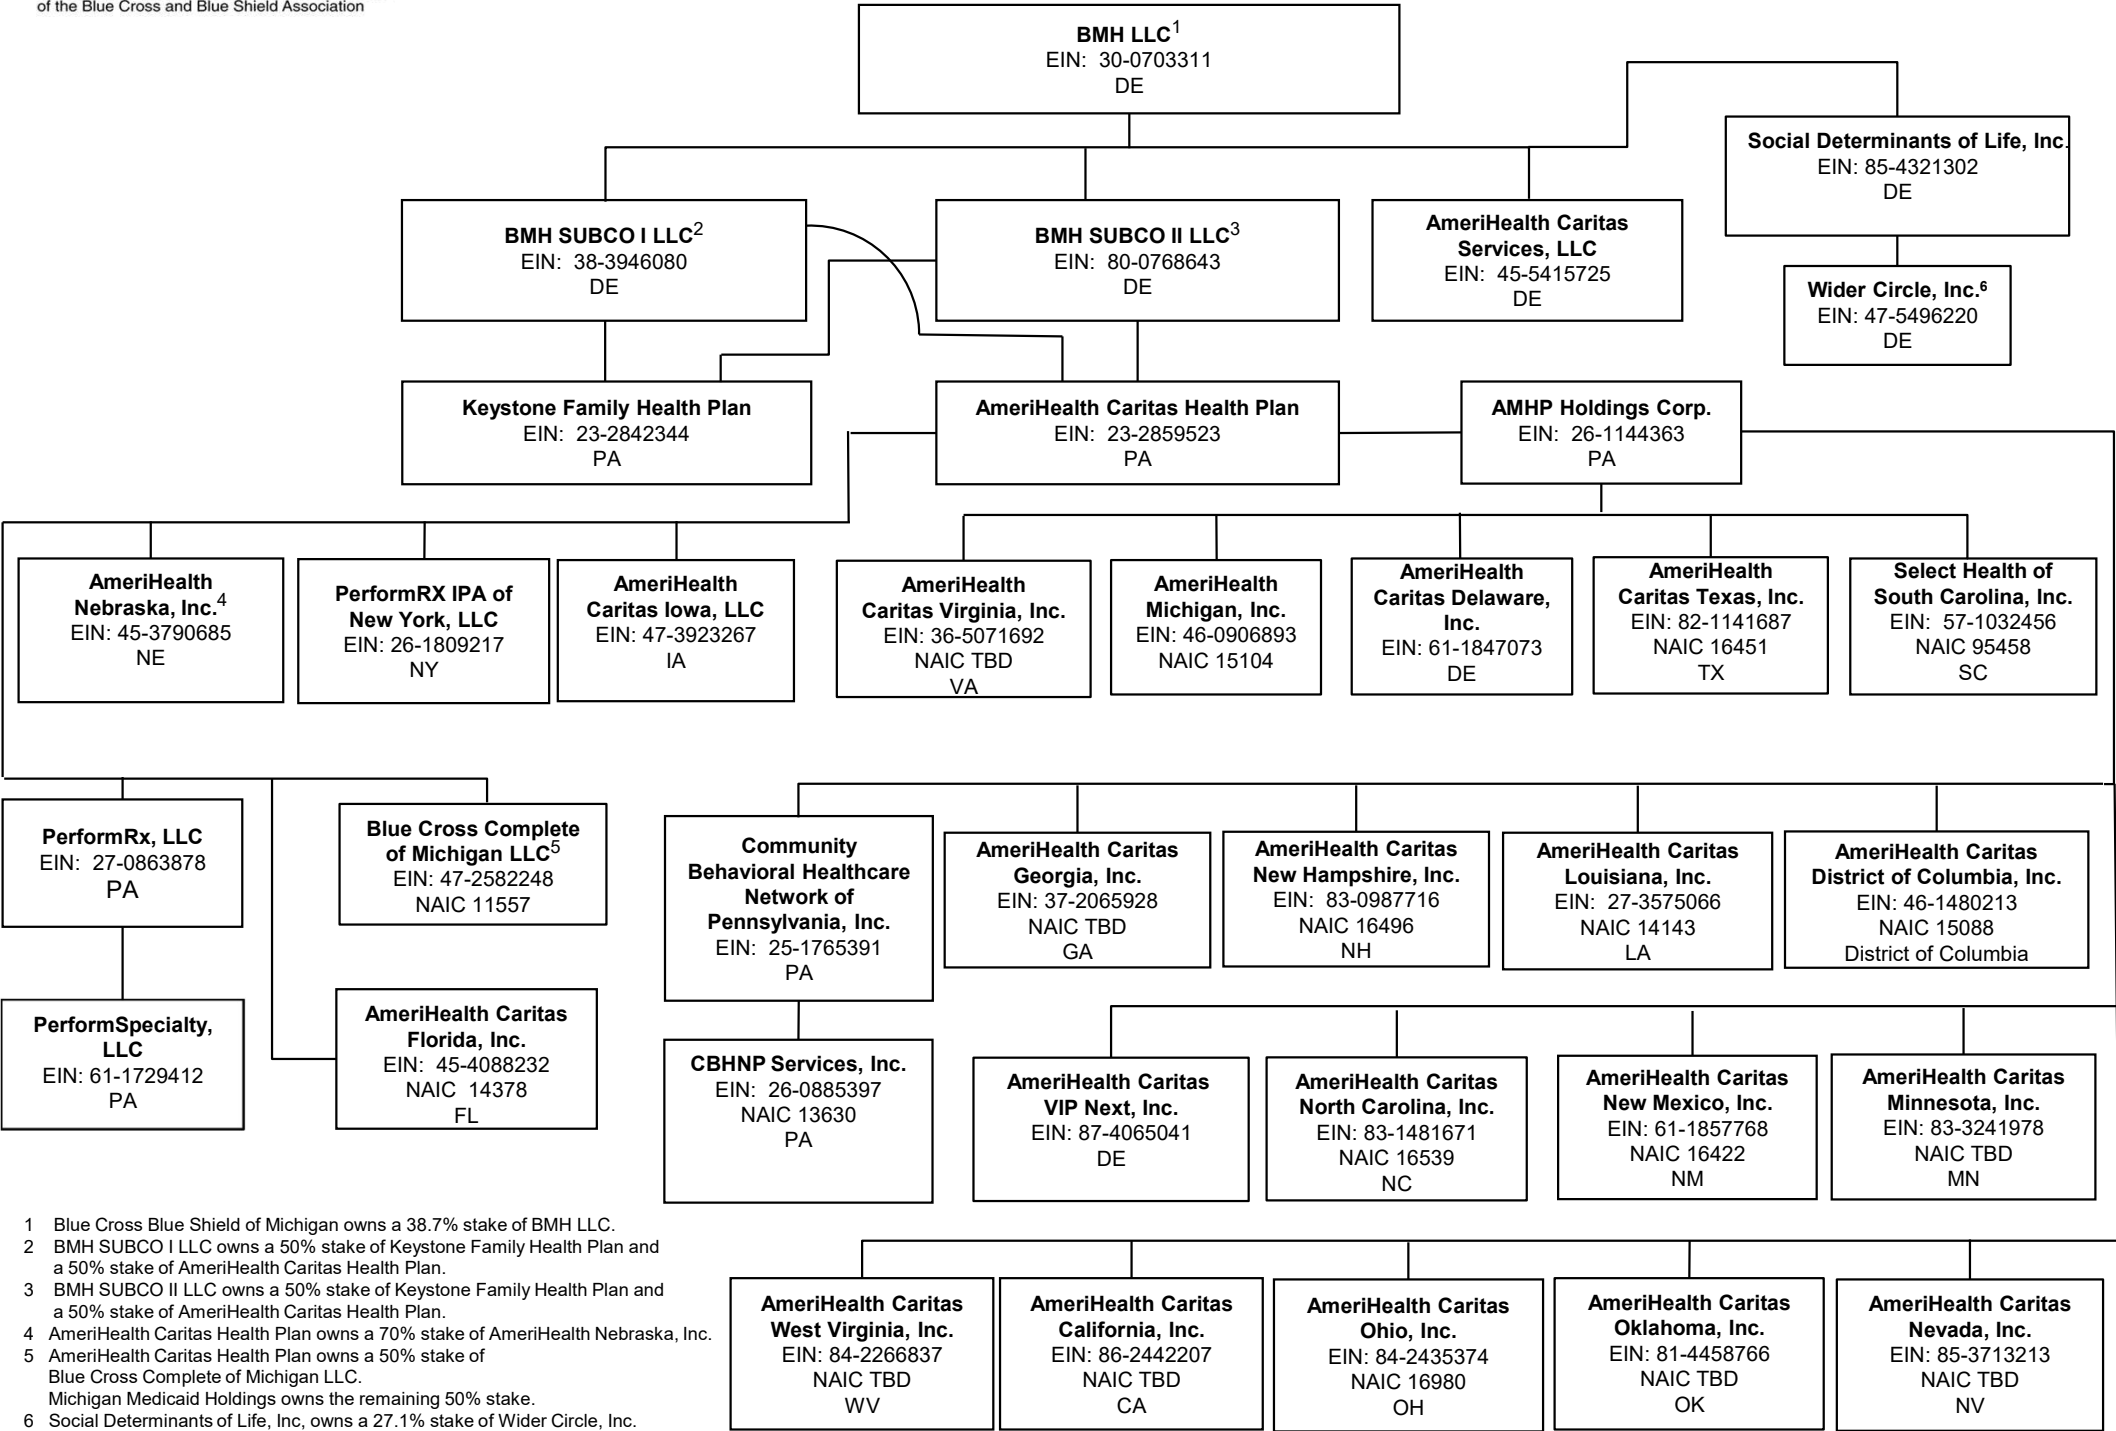 of the Blue Cross and Blue Shield Association
BMH LLC1
EIN: 30-0703311
DE
Social Determinants of Life, Inc.
EIN: 85-4321302
DE
BMH SUBCO I LLC2
EIN: 38-3946080
DE
BMH SUBCO II LLC3
EIN: 80-0768643
DE
AmeriHealth Caritas
Services, LLC
EIN: 45-5415725
DE
Wider Circle, Inc.6
EIN: 47-5496220
DE
Keystone Family Health Plan
EIN: 23-2842344
PA
AmeriHealth Caritas Health Plan
EIN: 23-2859523
PA
AMHP Holdings Corp.
EIN: 26-1144363
PA
AmeriHealth
Nebraska, Inc.4
EIN: 45-3790685
NE
PerformRX IPA of
New York, LLC
EIN: 26-1809217
NY
AmeriHealth
Caritas Iowa, LLC
EIN: 47-3923267
IA
AmeriHealth
Caritas Virginia, Inc.
EIN: 36-5071692
NAIC TBD
VA
AmeriHealth
Michigan, Inc.
EIN: 46-0906893
NAIC 15104
AmeriHealth
Caritas Delaware,
Inc.
EIN: 61-1847073
DE
AmeriHealth
Caritas Texas, Inc.
EIN: 82-1141687
NAIC 16451
TX
Select Health of
South Carolina, Inc.
EIN: 57-1032456
NAIC 95458
SC
PerformRx, LLC
EIN: 27-0863878
PA
Blue Cross Complete
of Michigan LLC5
EIN: 47-2582248
NAIC 11557
Community
Behavioral Healthcare
Network of
Pennsylvania, Inc.
EIN: 25-1765391
PA
AmeriHealth Caritas
Georgia, Inc.
EIN: 37-2065928
NAIC TBD
GA
AmeriHealth Caritas
New Hampshire, Inc.
EIN: 83-0987716
NAIC 16496
NH
AmeriHealth Caritas
Louisiana, Inc.
EIN: 27-3575066
NAIC 14143
LA
AmeriHealth Caritas
District of Columbia, Inc.
EIN: 46-1480213
NAIC 15088
District of Columbia
PerformSpecialty,
LLC
EIN: 61-1729412
PA
AmeriHealth Caritas
Florida, Inc.
EIN: 45-4088232
NAIC 14378
FL
CBHNP Services, Inc.
EIN: 26-0885397
NAIC 13630
PA
AmeriHealth Caritas
VIP Next, Inc.
EIN: 87-4065041
DE
AmeriHealth Caritas
North Carolina, Inc.
EIN: 83-1481671
NAIC 16539
NC
AmeriHealth Caritas
New Mexico, Inc.
EIN: 61-1857768
NAIC 16422
NM
AmeriHealth Caritas
Minnesota, Inc.
EIN: 83-3241978
NAIC TBD
MN
1 Blue Cross Blue Shield of Michigan owns a 38.7% stake of BMH LLC.
2 BMH SUBCO I LLC owns a 50% stake of Keystone Family Health Plan and
a 50% stake of AmeriHealth Caritas Health Plan.
3 BMH SUBCO II LLC owns a 50% stake of Keystone Family Health Plan and
a 50% stake of AmeriHealth Caritas Health Plan.
4 AmeriHealth Caritas Health Plan owns a 70% stake of AmeriHealth Nebraska, Inc.
5 AmeriHealth Caritas Health Plan owns a 50% stake of
Blue Cross Complete of Michigan LLC.
Michigan Medicaid Holdings owns the remaining 50% stake.
6 Social Determinants of Life, Inc, owns a 27.1% stake of Wider Circle, Inc.
AmeriHealth Caritas
West Virginia, Inc.
EIN: 84-2266837
NAIC TBD
WV
AmeriHealth Caritas
California, Inc.
EIN: 86-2442207
NAIC TBD
CA
AmeriHealth Caritas
Ohio, Inc.
EIN: 84-2435374
NAIC 16980
OH
AmeriHealth Caritas
Oklahoma, Inc.
EIN: 81-4458766
NAIC TBD
OK
AmeriHealth Caritas
Nevada, Inc.
EIN: 85-3713213
NAIC TBD
NV